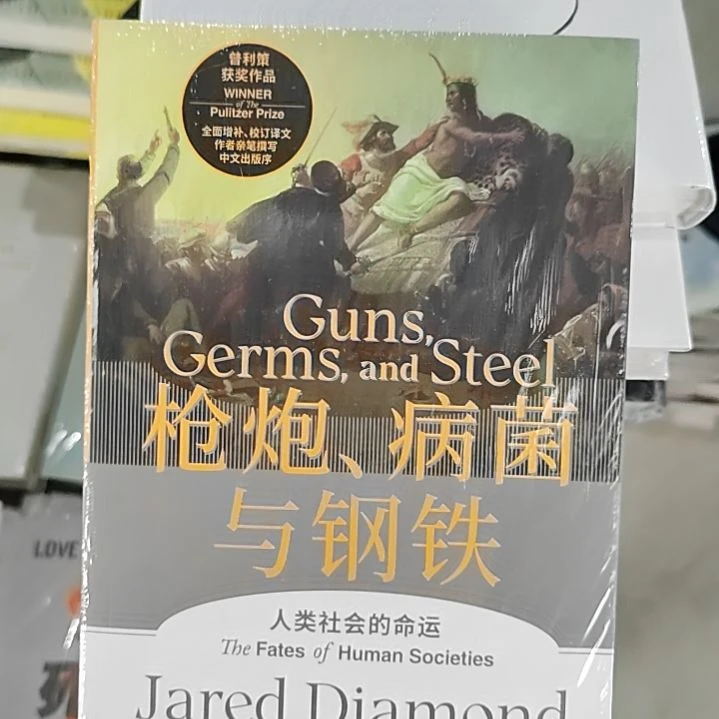 普利策
获奖作品
WINNER
of The
Pulitzer Prize
全面增补、校订译文
作者亲笔撰写
中文出版序
Guns,
Germs, and Steel
枪炮、病菌
与钢铁
人类社会的命运
The Fates of Human Societies
Jared Diamond
LOVE